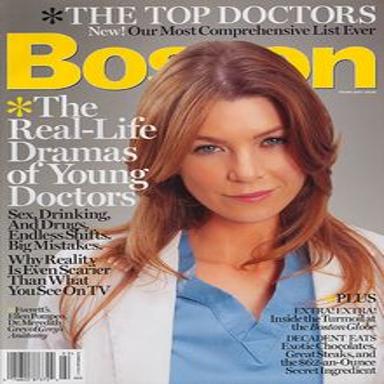 *THE TOP DOCTORS
New! Our Most Comprehensive List Ever
Boston
*The
Real-Life
Dramas
of Young
Doctors
Sex, Drinking,
And Drugs.
Endless Shifts.
Big Mistakes.
Why Reality
Is Even Scarier
Than What
You See On TV
Everett's
Ellen Pompeo,
Dr. Meredith
Grey of Grey's
Anatomy
*PLUS
EXTRA! EXTRA!
Inside the Turmoil at
the Boston Globe
DECADENT EATS
Exotic Chocolates,
Great Steaks, and
the $62-an-Ounce
Secret Ingredient